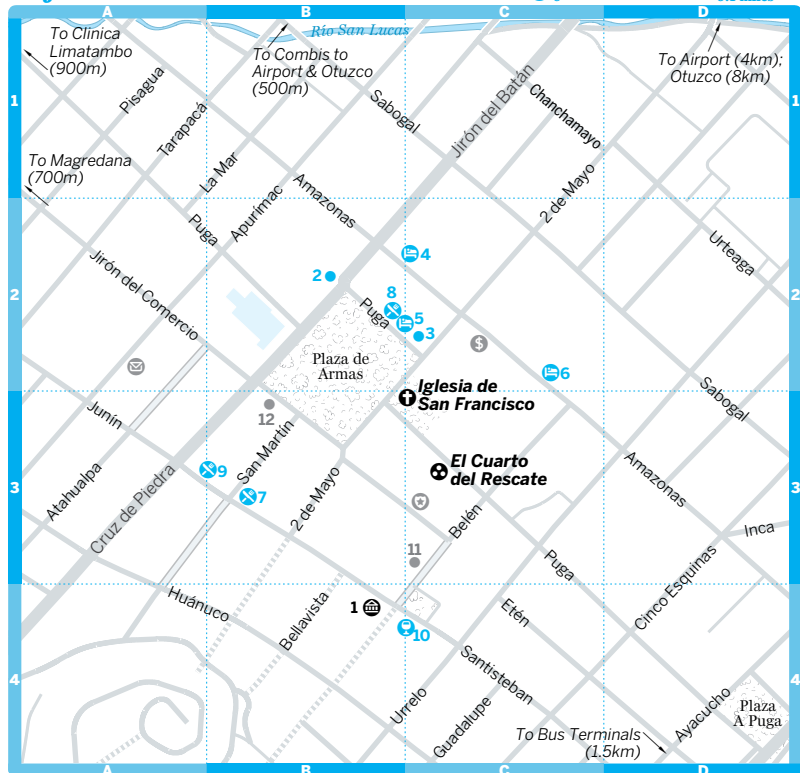 A
B
C
D
To Clinica
Limatambo
(900m)
Río San Lucas
To Combis to
Airport & Otuzco
(500m)
To Airport (4km);
Otuzco (8km)
1
1
Pisagua
Tarapacá
La Mar
Sabogal
Jirón del Batán
Chanchamayo
To Magredana
(700m)
Puga
Apurímac
Amazonas
2 de Mayo
Urteaga
4
2
2
2
Jirón del Comercio
8
Puga
5
3
$
6
Plaza de
Armas
Iglesia de
San Francisco
12
Sabogal
Junín
San Martín
9
7
El Cuarto
del Rescate
Amazonas
3
3
Atahualpa
Cruz de Piedra
2 de Mayo
Belén
11
Inca
Puga
Cinco Esquinas
Huánuco
Bellavista
1
10
Etén
Santisteban
4
4
Urrelo
Guadalupe
To Bus Terminals
(1.5km)
Ayacucho
Plaza
A Puga
A
B
C
D